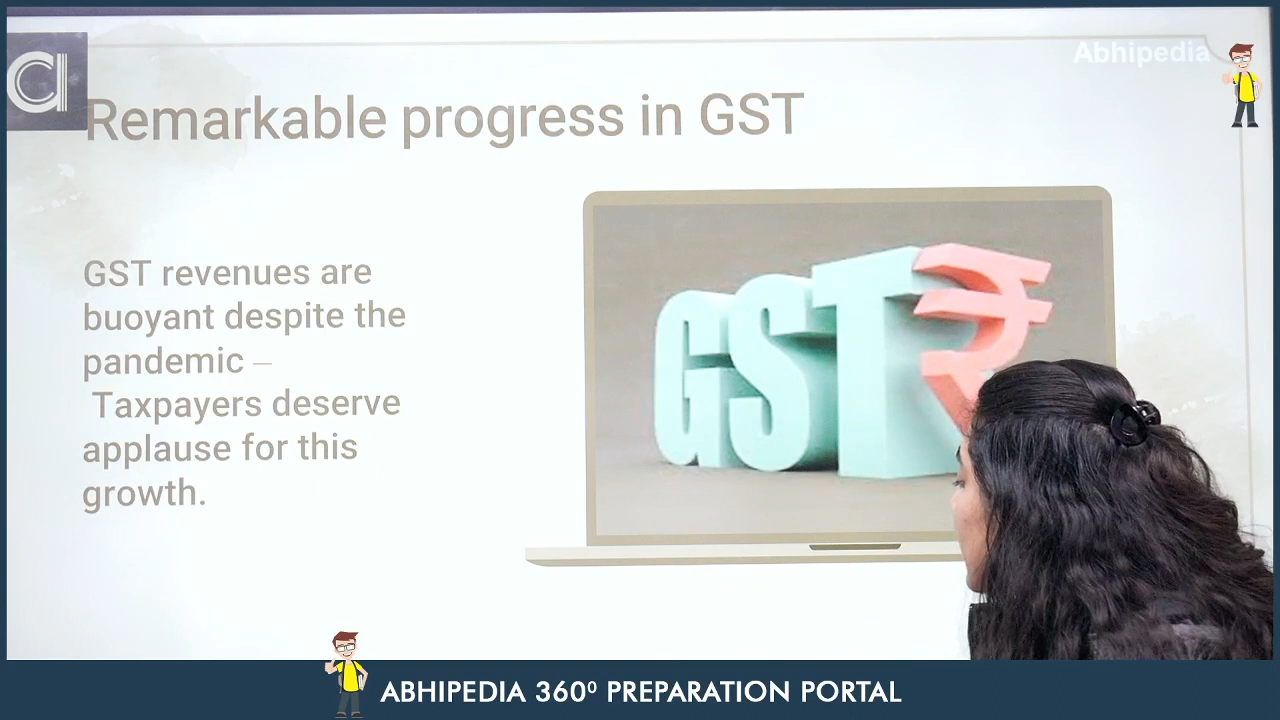 Abhipedia
a
Remarkable progress in GST
GST revenues are
buoyant despite the
pandemic –
Taxpayers deserve
applause for this
growth.
GST₹
ABHIPEDIA 360⁰ PREPARATION PORTAL